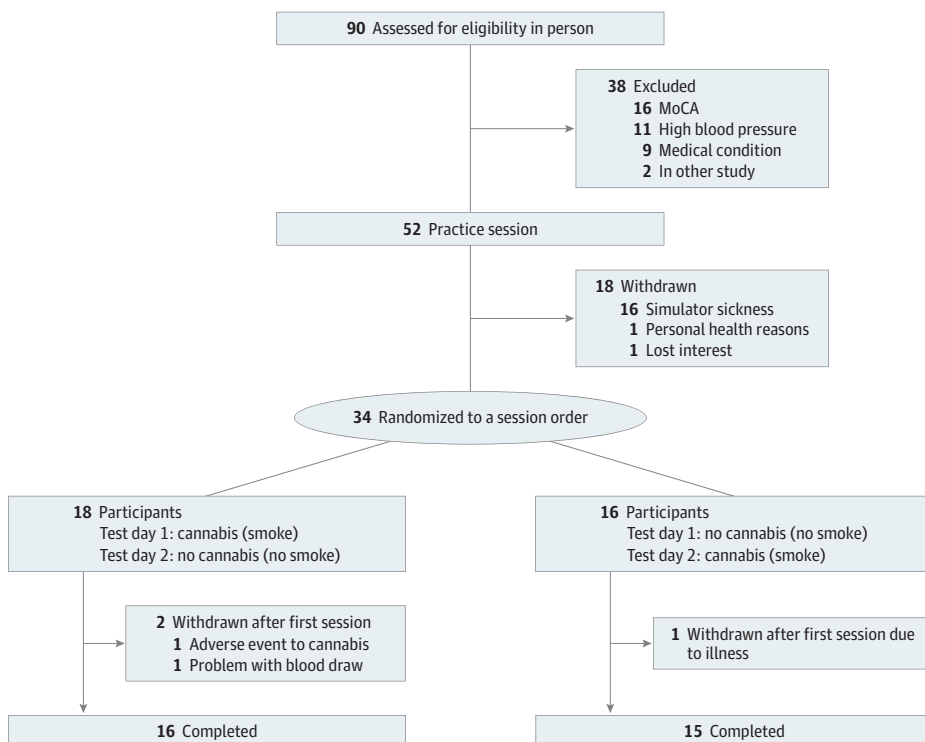 90 Assessed for eligibility in person
38 Excluded
16 MoCA
11 High blood pressure
9 Medical condition
2 In other study
52 Practice session
18 Withdrawn
16 Simulator sickness
1 Personal health reasons
1 Lost interest
34 Randomized to a session order
18 Participants
Test day 1: cannabis (smoke)
Test day 2: no cannabis (no smoke)
16 Participants
Test day 1: no cannabis (no smoke)
Test day 2: cannabis (smoke)
2 Withdrawn after first session
1 Adverse event to cannabis
1 Problem with blood draw
1 Withdrawn after first session due
to illness
16 Completed
15 Completed